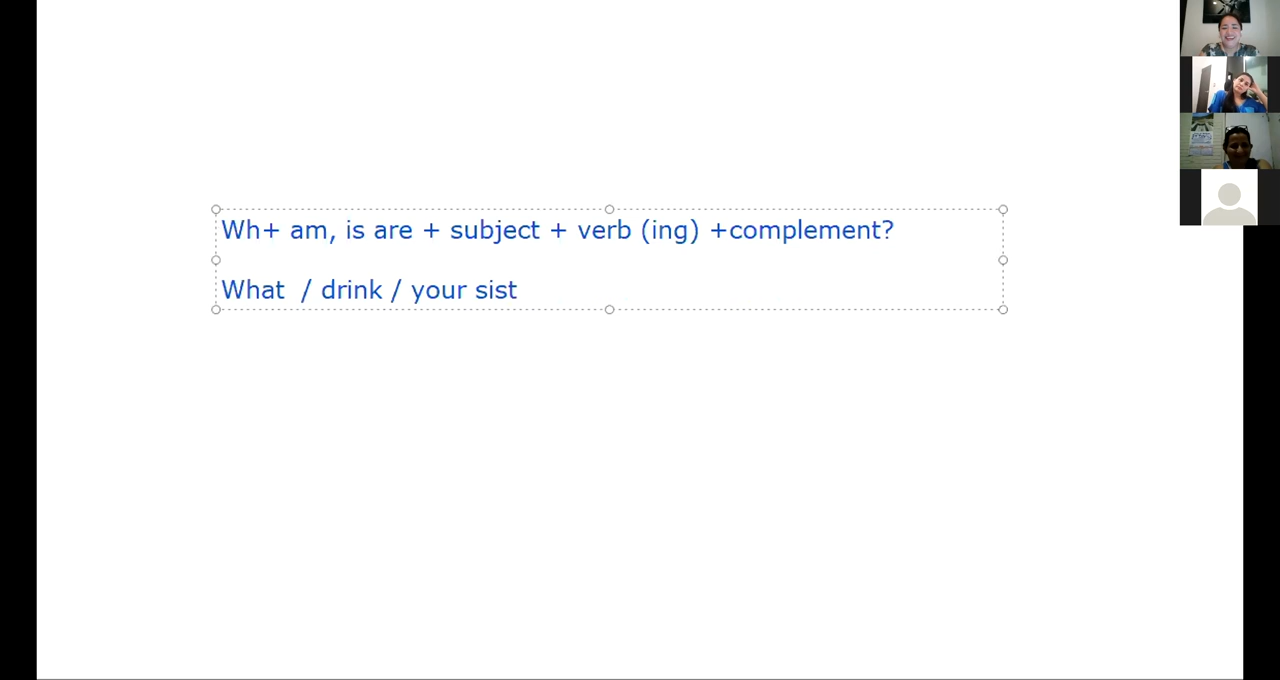 Wh+ am, is are + subject + verb (ing) +complement?
What  / drink / your sist